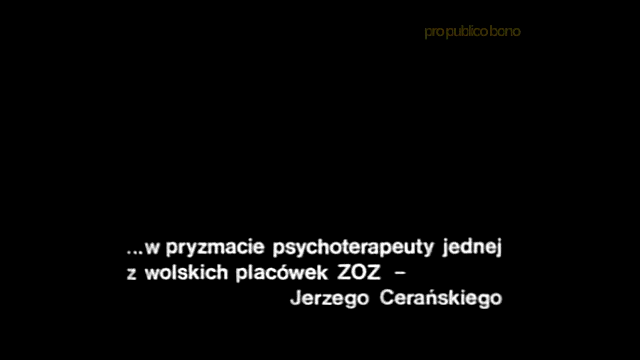 pro publico bono
...w pryzmacie psychoterapeuty jednej
z wolskich placówek ZOZ –
Jerzego Cerańskiego